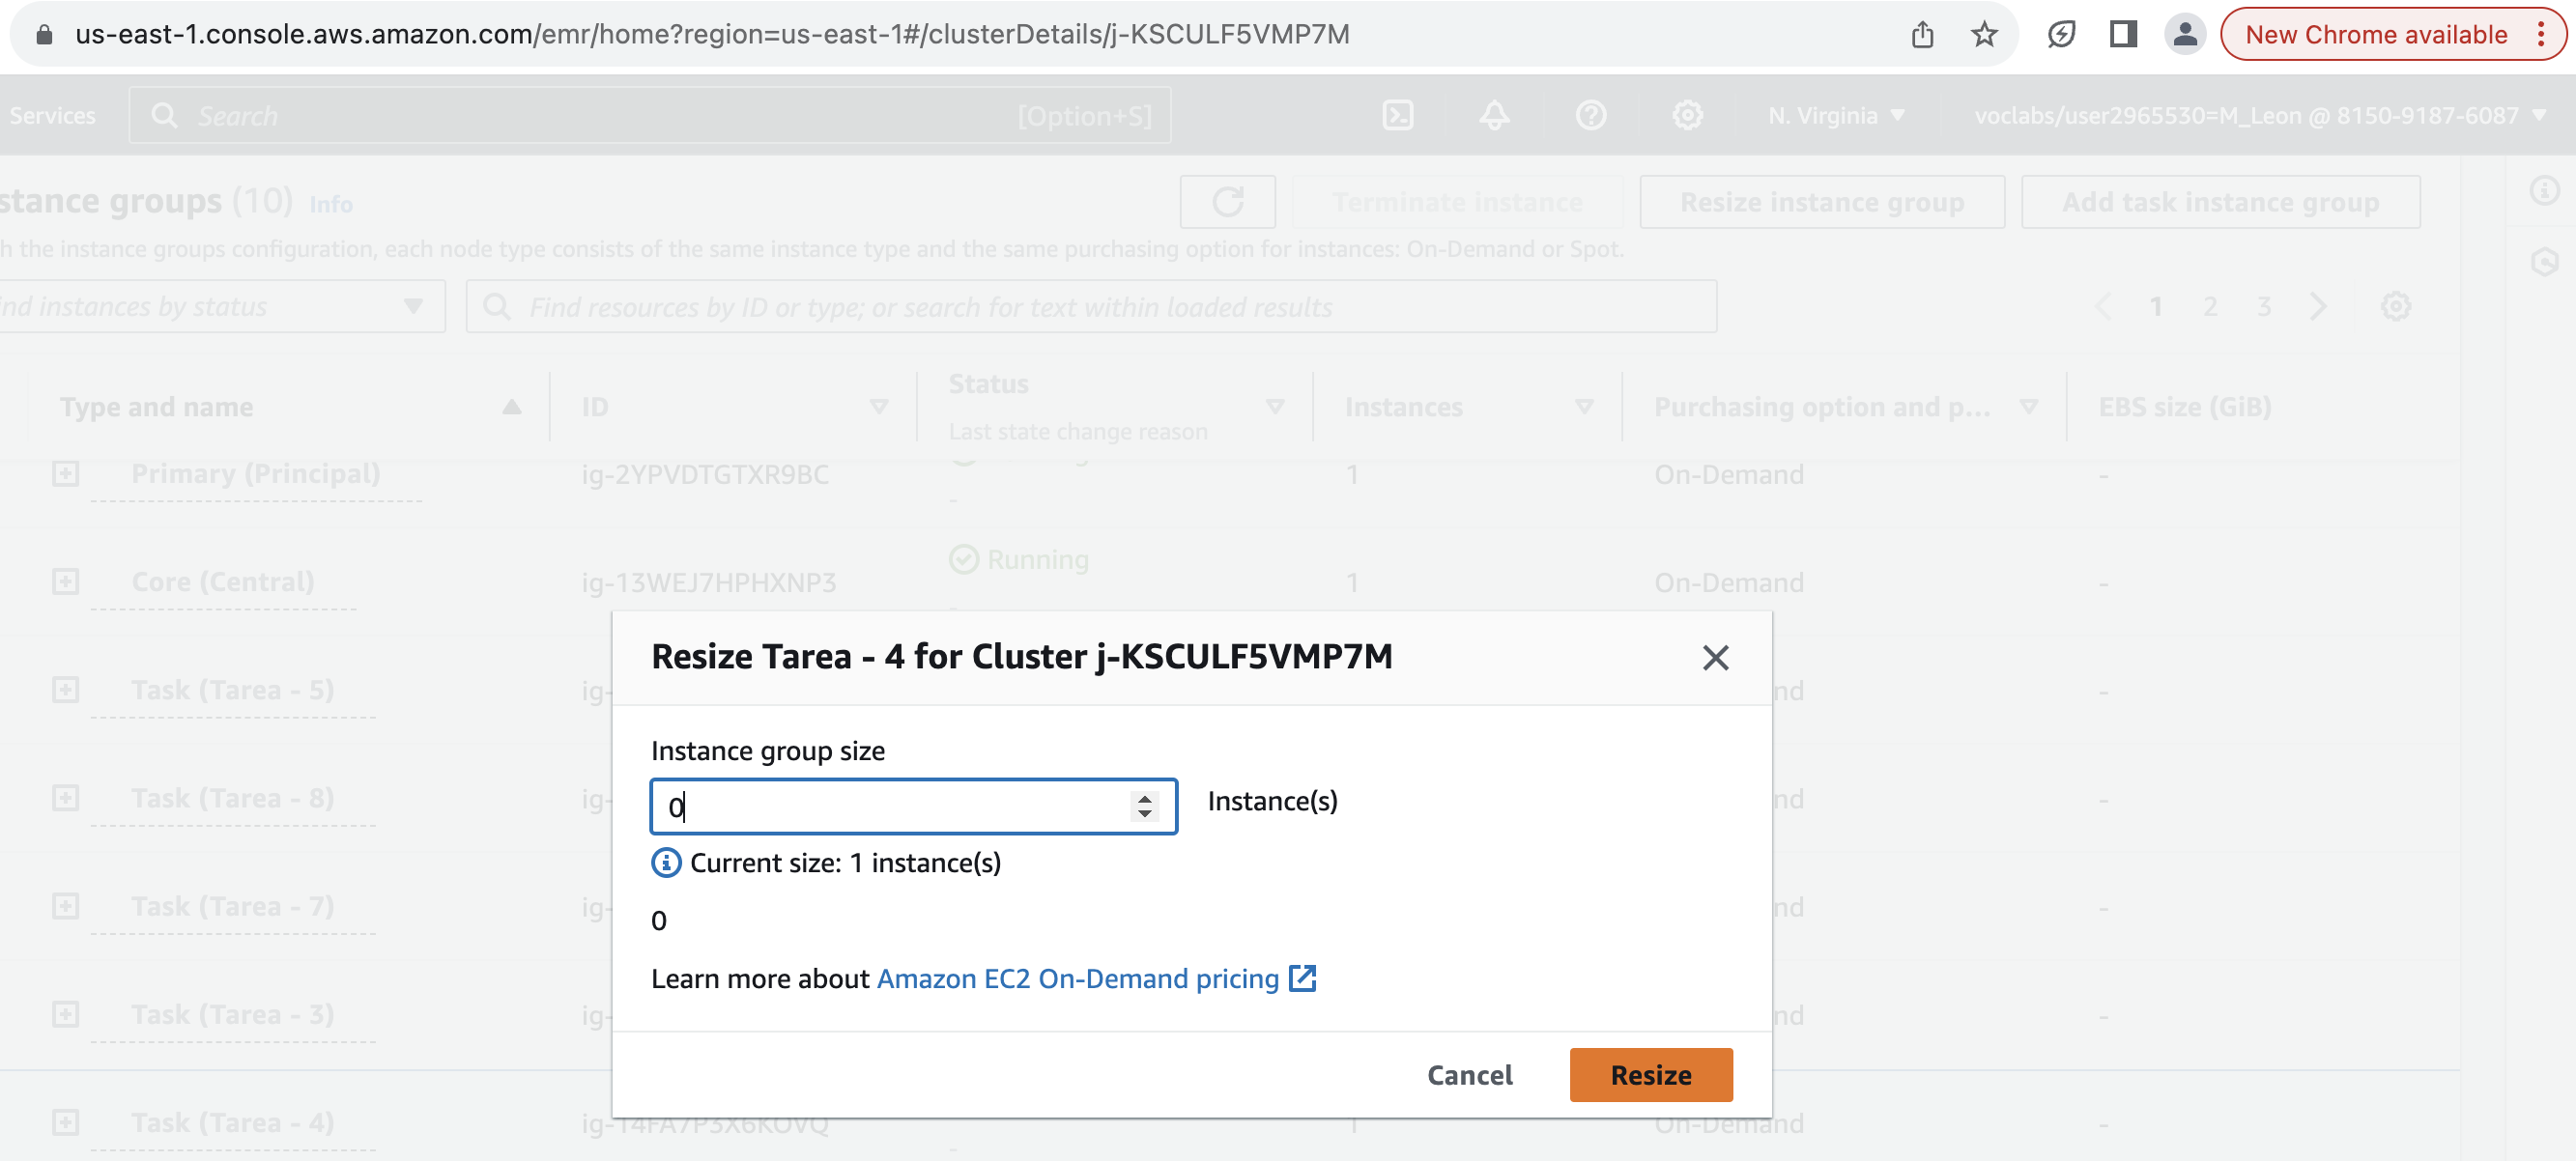 us-east-1.console.aws.amazon.com/emr/home?region=us-east-1#/clusterDetails/j-KSCULF5VMP7M
New Chrome available
Services
Search
[Option+S]
N. Virginia
voclabs/user2965530=M_Leon @ 8150-9187-6087
stance groups (10) Info
Terminate instance
Resize instance group
Add task instance group
h the instance groups configuration, each node type consists of the same instance type and the same purchasing option for instances: On-Demand or Spot.
ind instances by status
Find resources by ID or type; or search for text within loaded results
1 2 3
Type and name
ID
Status
Last state change reason
Instances
Purchasing option and p...
EBS size (GiB)
Primary (Principal)
ig-2YPVDTGTXR9BC
-
1
On-Demand
-
Core (Central)
ig-13WEJ7HPHXNP3
Running
1
On-Demand
-
Task (Tarea - 5)
ig-
nd
-
Task (Tarea - 8)
ig-
nd
-
Task (Tarea - 7)
ig-
nd
-
Task (Tarea - 3)
ig-
nd
-
Task (Tarea - 4)
ig-14FA7P3X6KOVQ
-
1
On-Demand
-
Resize Tarea - 4 for Cluster j-KSCULF5VMP7M
Instance group size
0
Instance(s)
Current size: 1 instance(s)
0
Learn more about Amazon EC2 On-Demand pricing
Cancel
Resize